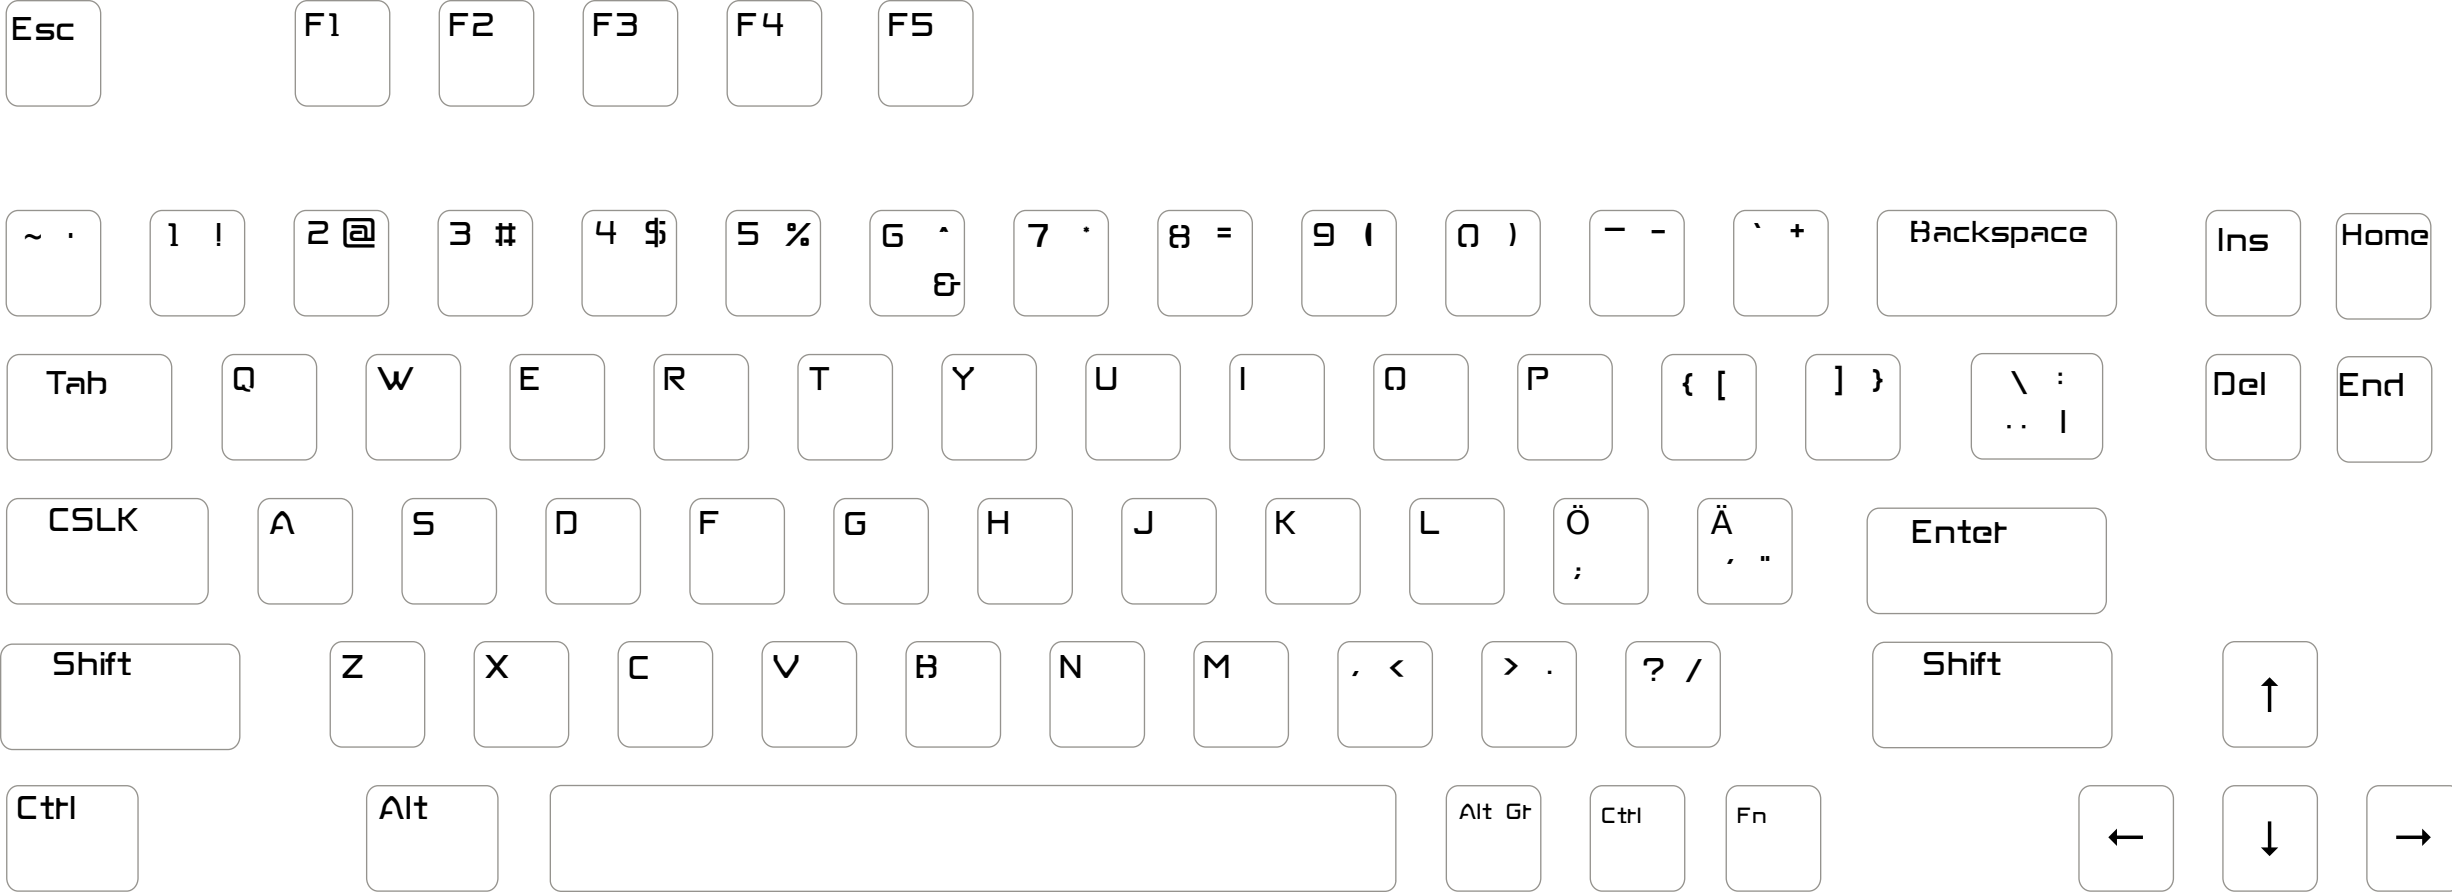 Esc F1 F2 F3 F4 F5
~ · 1 ! 2 @ 3 # 4 $ 5 % 6 ^ 7 * 8 = 9 ( 0 ) — - ` + Backspace Ins Home
&
Tab Q W E R T Y U I O P { [ ] } \ : Del End
.. |
CSLK A S D F G H J K L Ö Ä Enter
; ´ "
Shift Z X C V B N M , < > . ? / Shift ↑
Ctrl Alt Alt Gr Ctrl Fn ← ↓ →